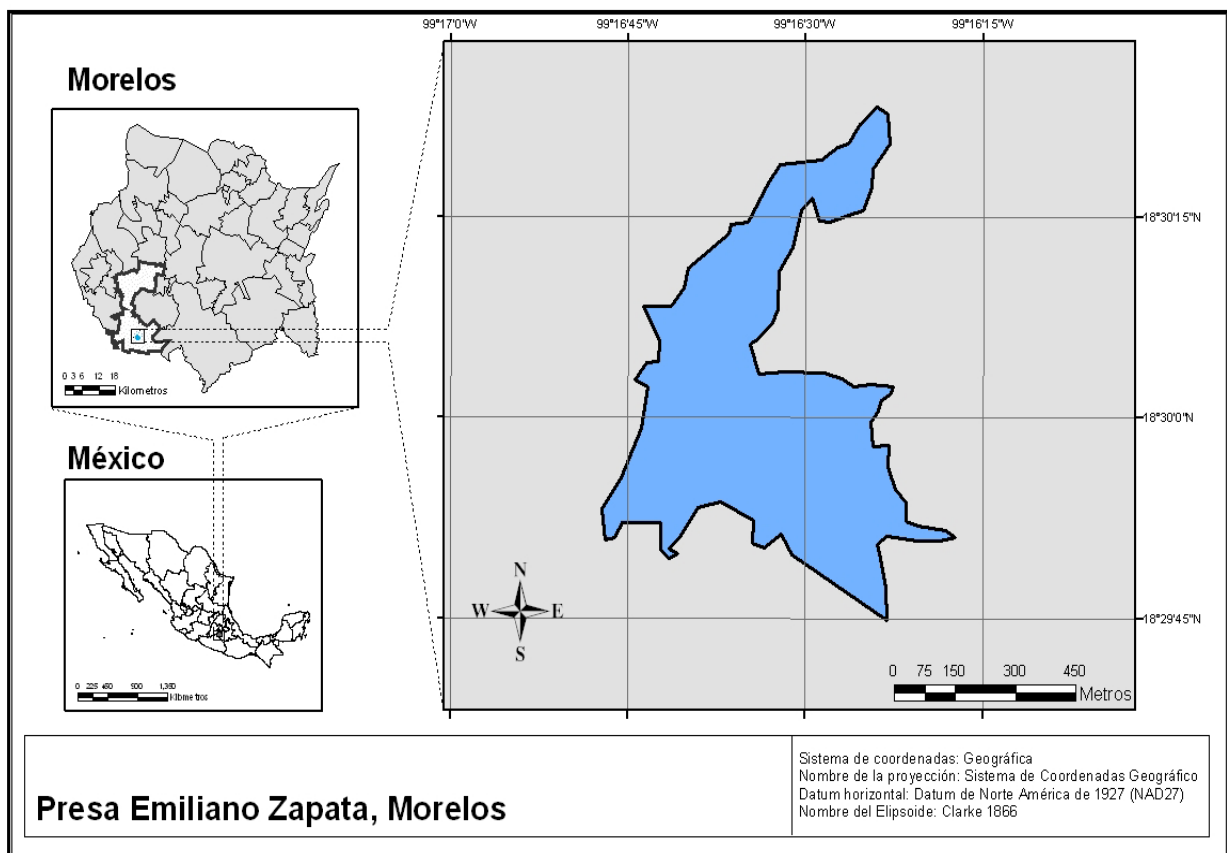 99°17'0"W 99°16'45"W 99°16'30"W 99°16'15"W
Morelos
0 3 6 12 18
Kilometros
México
0 225 450 900 1,350
Kilometros
18°30'15"N
18°30'0"N
18°29'45"N
N
W E
S
0 75 150 300 450
Metros
Presa Emiliano Zapata, Morelos
Sistema de coordenadas: Geográfica
Nombre de la proyección: Sistema de Coordenadas Geográfico
Datum horizontal: Datum de Norte América de 1927 (NAD27)
Nombre del Elipsoide: Clarke 1866